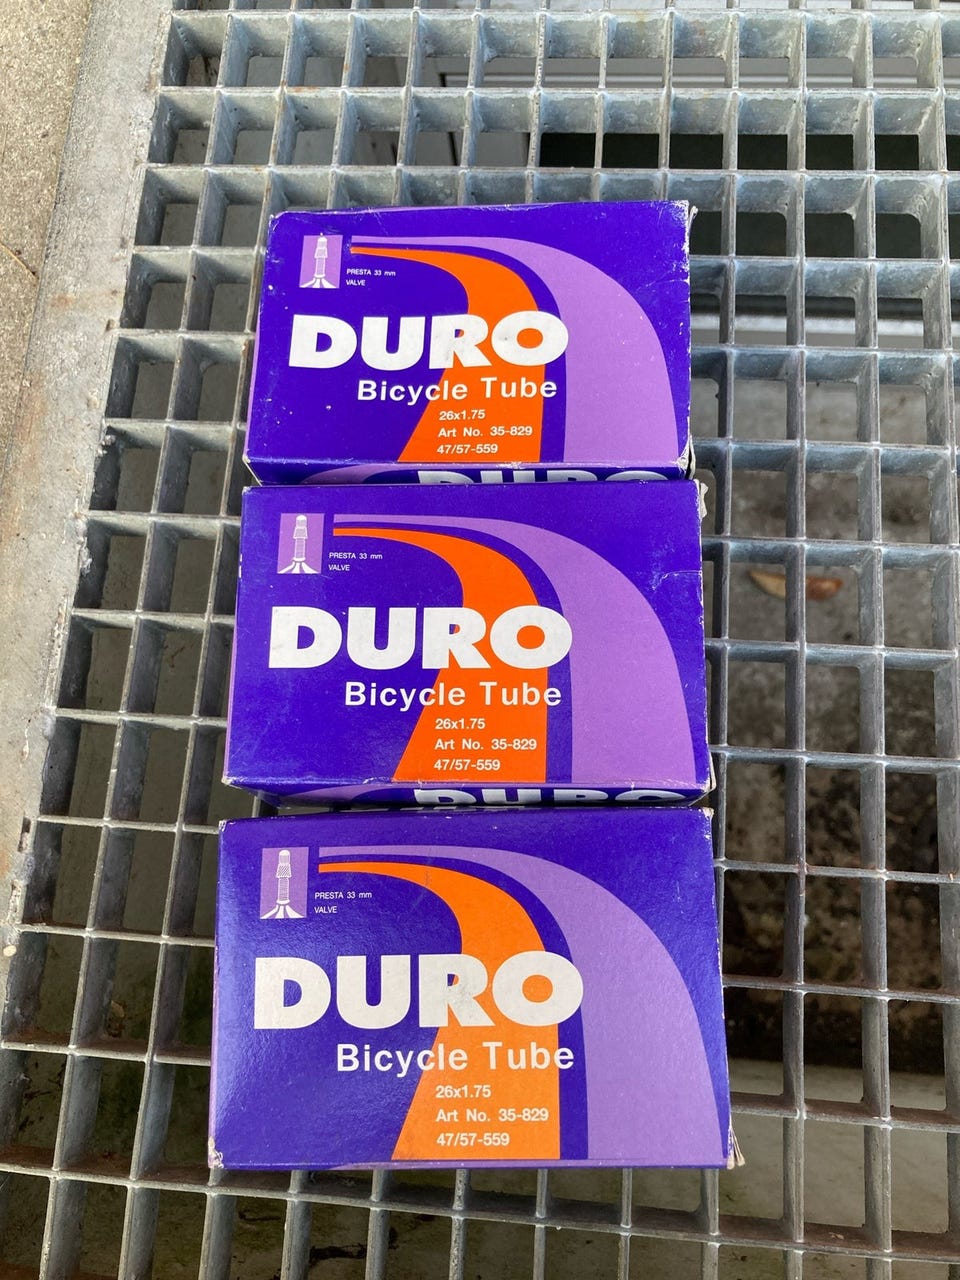 PRESTA 33 mm
VALVE
DURO
Bicycle Tube
26x1.75
Art No. 35-829
47/57-559
DURO
PRESTA 33 mm
VALVE
DURO
Bicycle Tube
26x1.75
Art No. 35-829
47/57-559
DURO
PRESTA 33 mm
VALVE
DURO
Bicycle Tube
26x1.75
Art No. 35-829
47/57-559